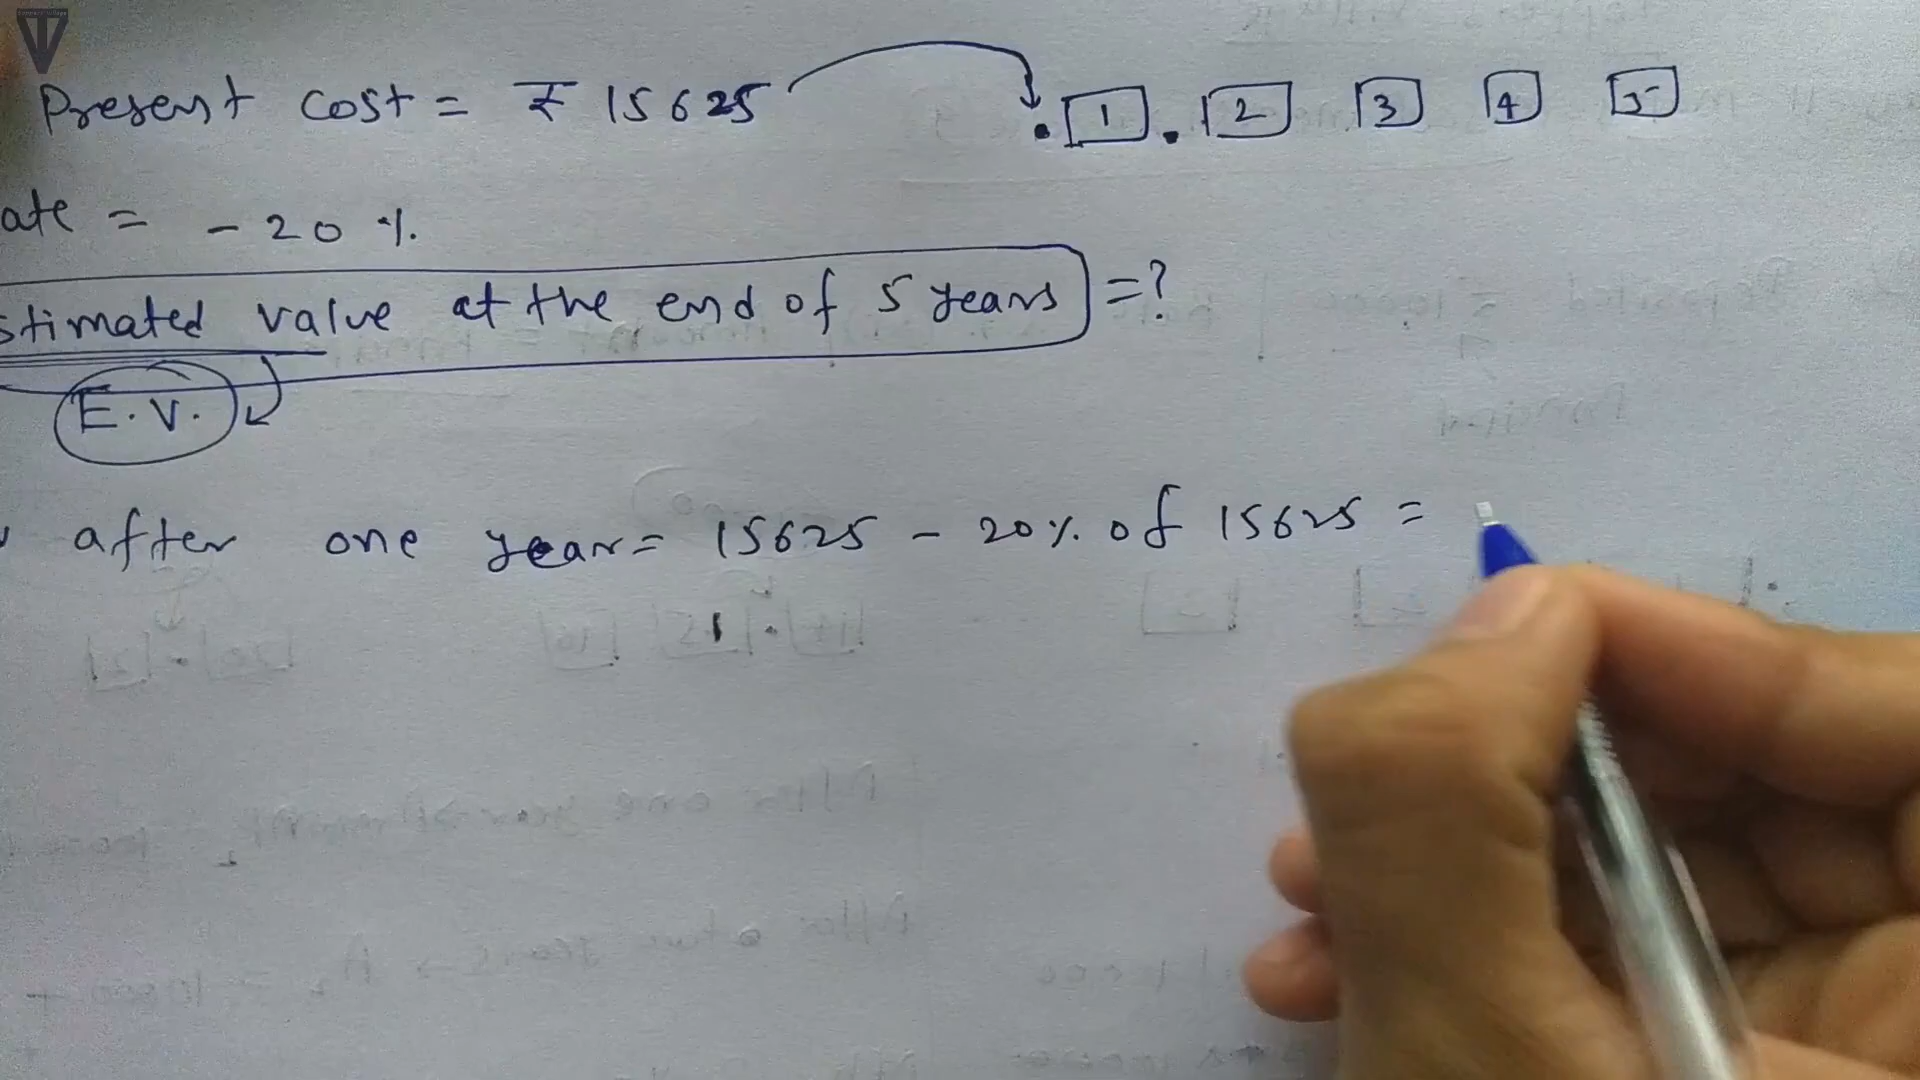 Present cost = ₹ 15625 . 1 . 2 3 4 5
ate = - 20 %
stimated value at the end of 5 years = ?
E.V.
after one year = 15625 - 20% of 15625 =